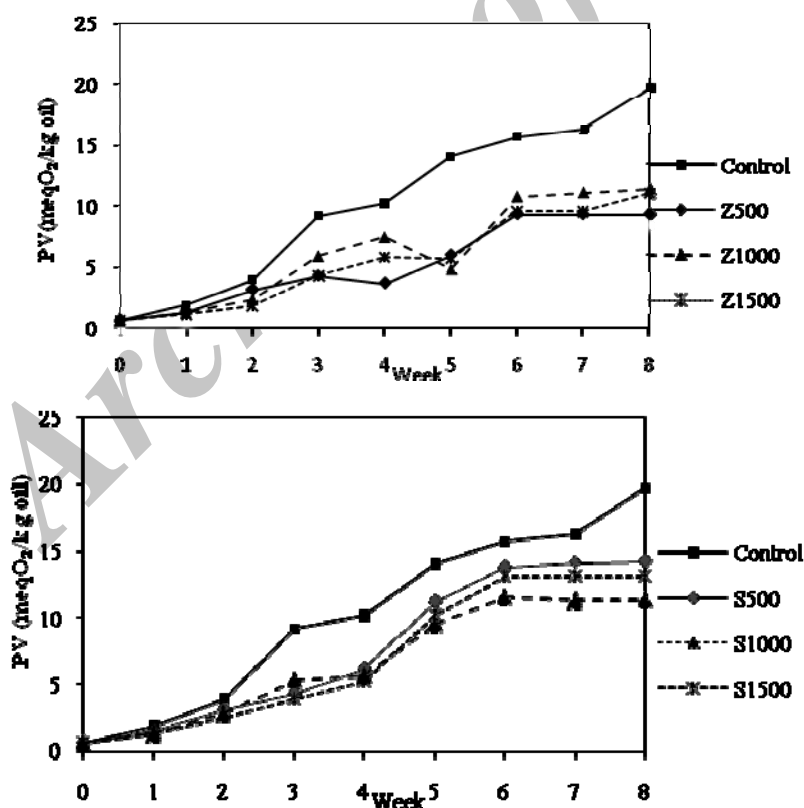 25
20
15
10
5
0
PV(meqO₂/kg oil)
0 1 2 3 4 5 6 7 8
Week
Control
Z500
Z1000
Z1500
25
20
15
10
5
0
PV (meqO₂/kg oil)
0 1 2 3 4 5 6 7 8
Week
Control
S500
S1000
S1500